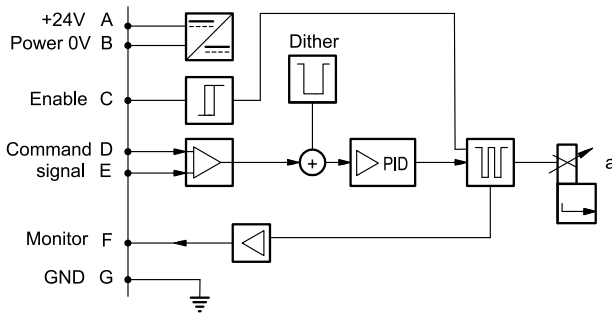 +24V A
Power 0V B
Dither
Enable C
Command D
signal E
+
PID
a
Monitor F
GND G